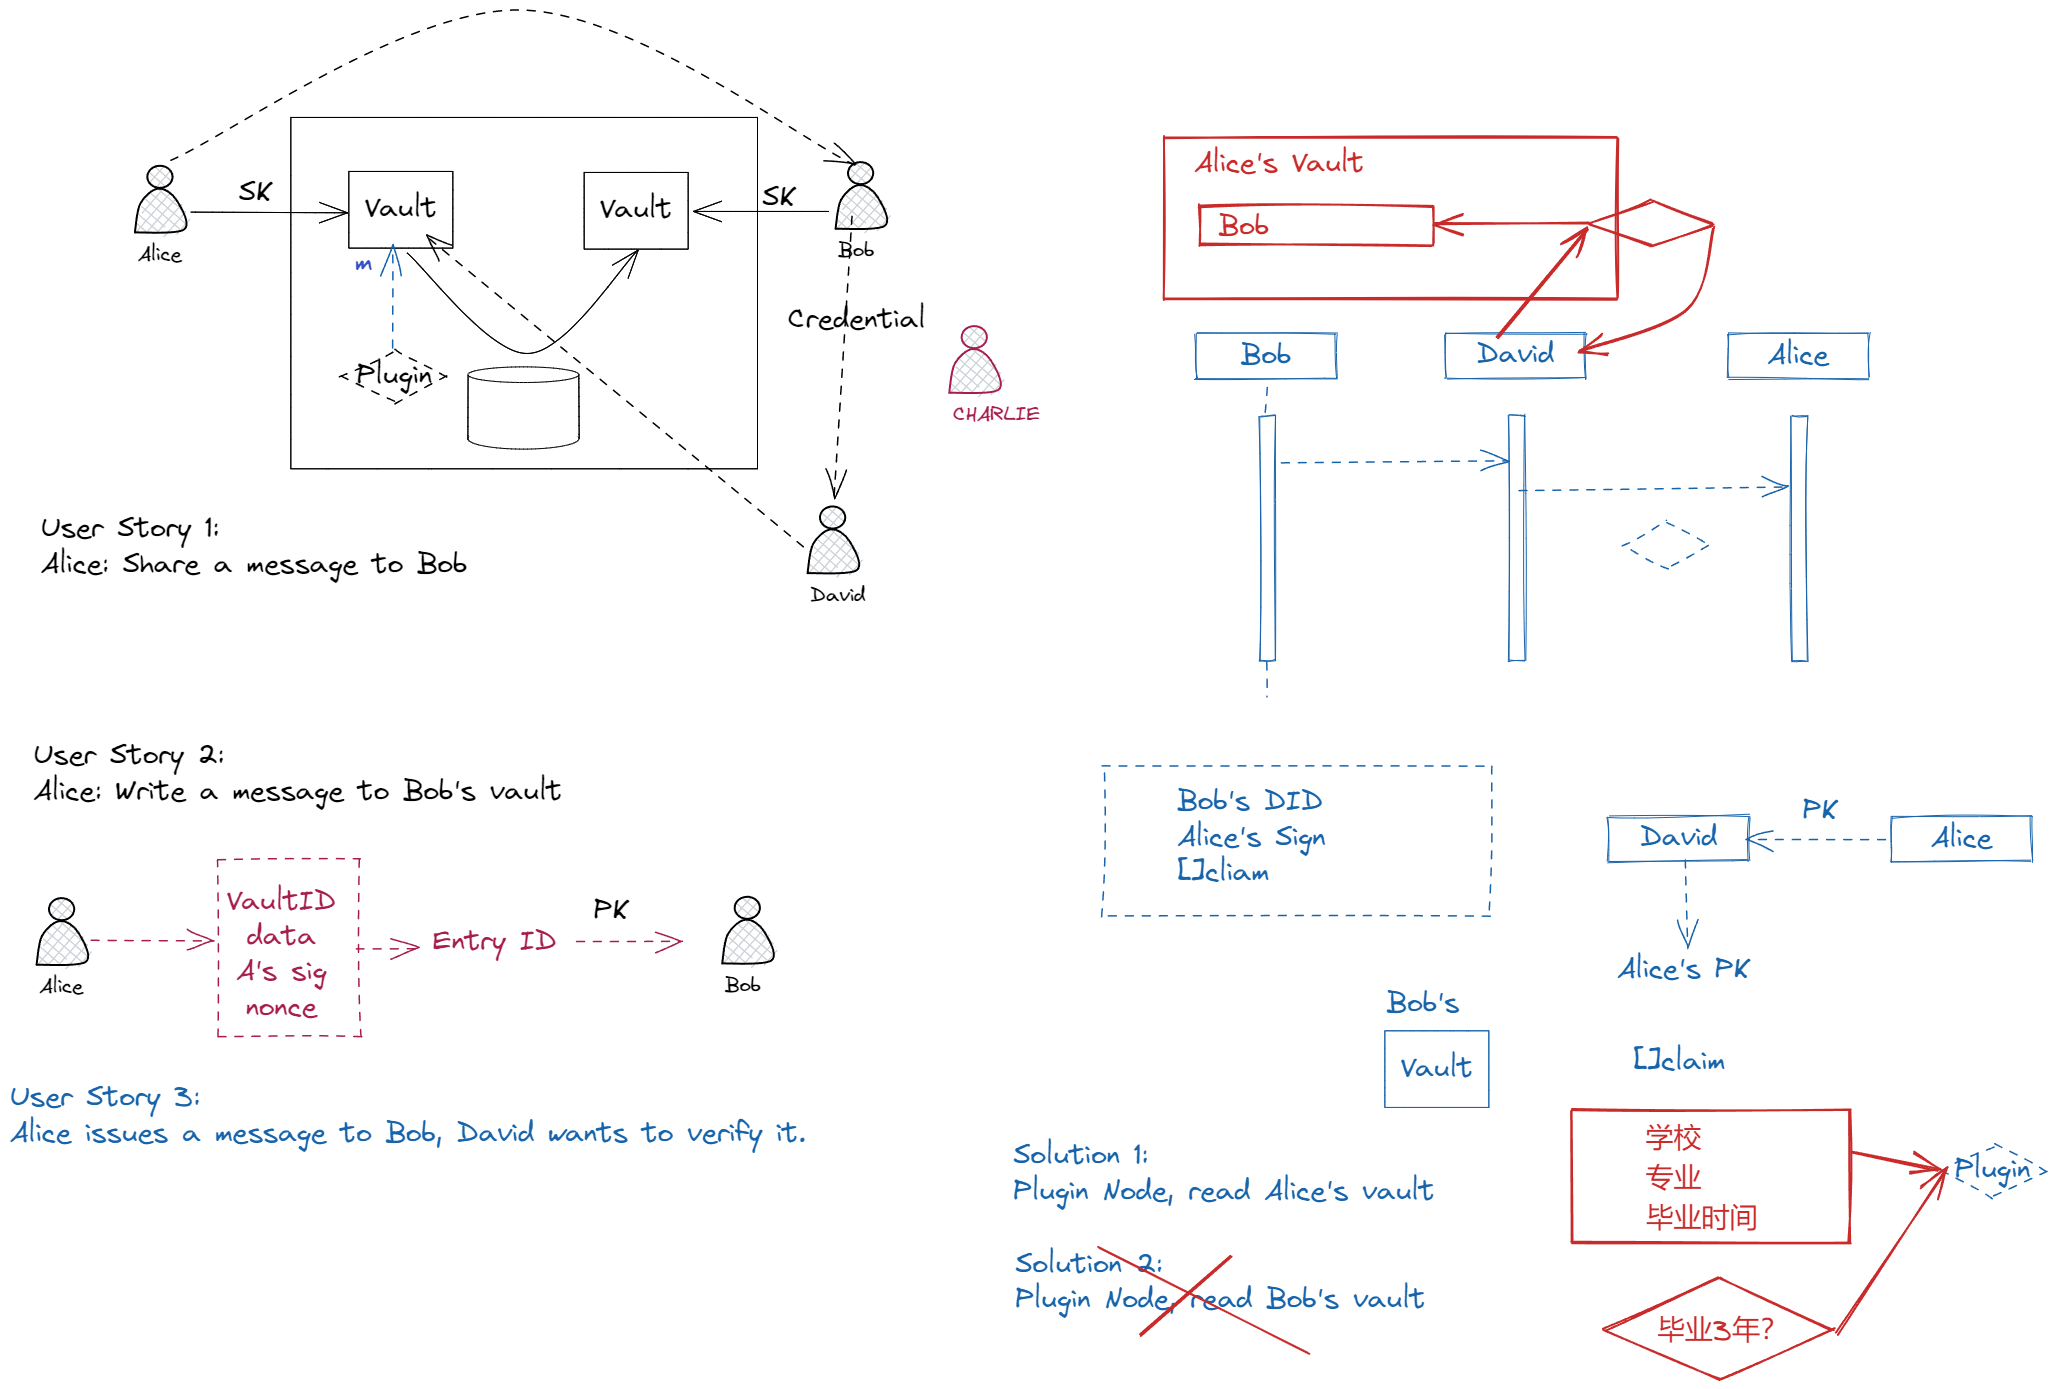 SK
Vault
Vault
SK
Alice
Bob
m
Plugin
Credential
CHARLIE
David
User Story 1:
Alice: Share a message to Bob
User Story 2:
Alice: Write a message to Bob's vault
VaultID
data
A's sig
nonce
Entry ID
PK
Alice
Bob
User Story 3:
Alice issues a message to Bob, David wants to verify it.
Alice's Vault
Bob
Bob
David
Alice
Bob's DID
Alice's Sign
[]cliam
David
PK
Alice
Alice's PK
Bob's
Vault
[]claim
Solution 1:
Plugin Node, read Alice's vault
Solution 2:
Plugin Node, read Bob's vault
学校
专业
毕业时间
Plugin
毕业3年?